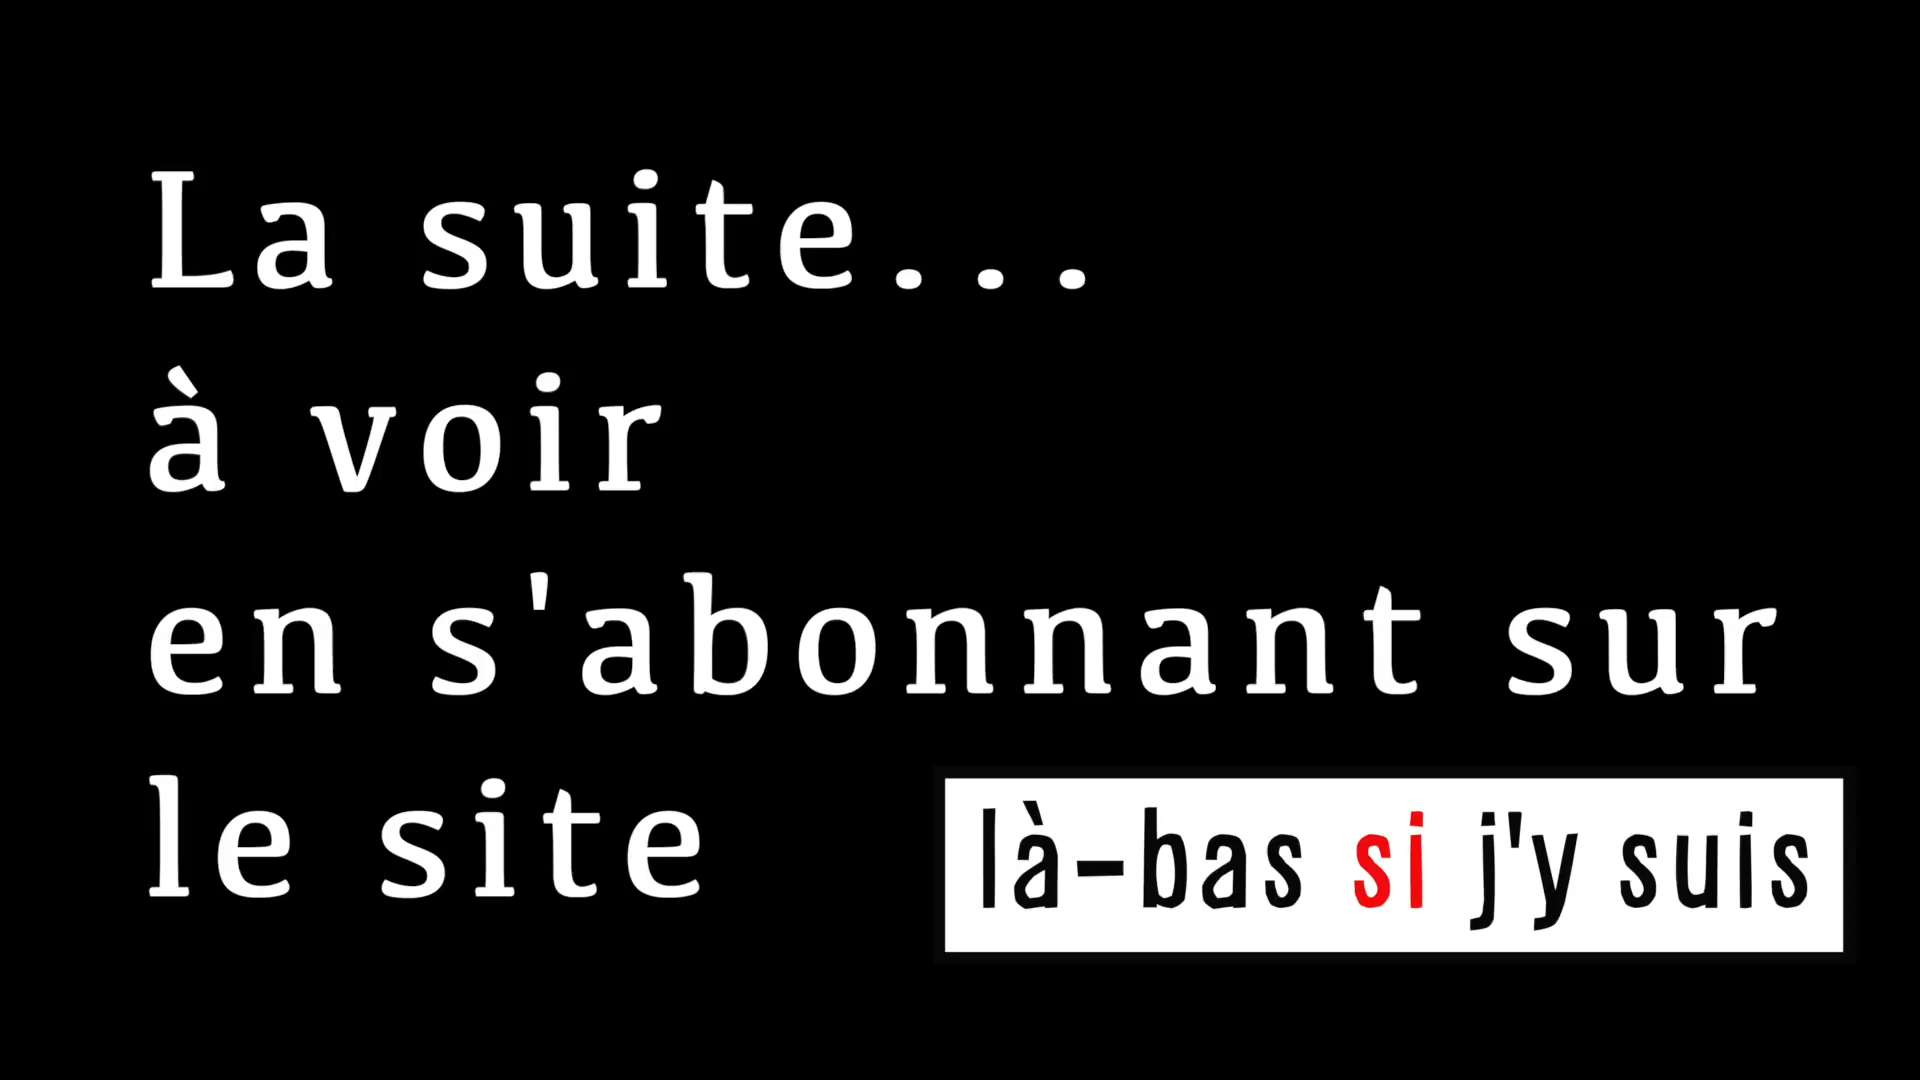 La suite...
à voir
en s'abonnant sur
le site là-bas si j'y suis